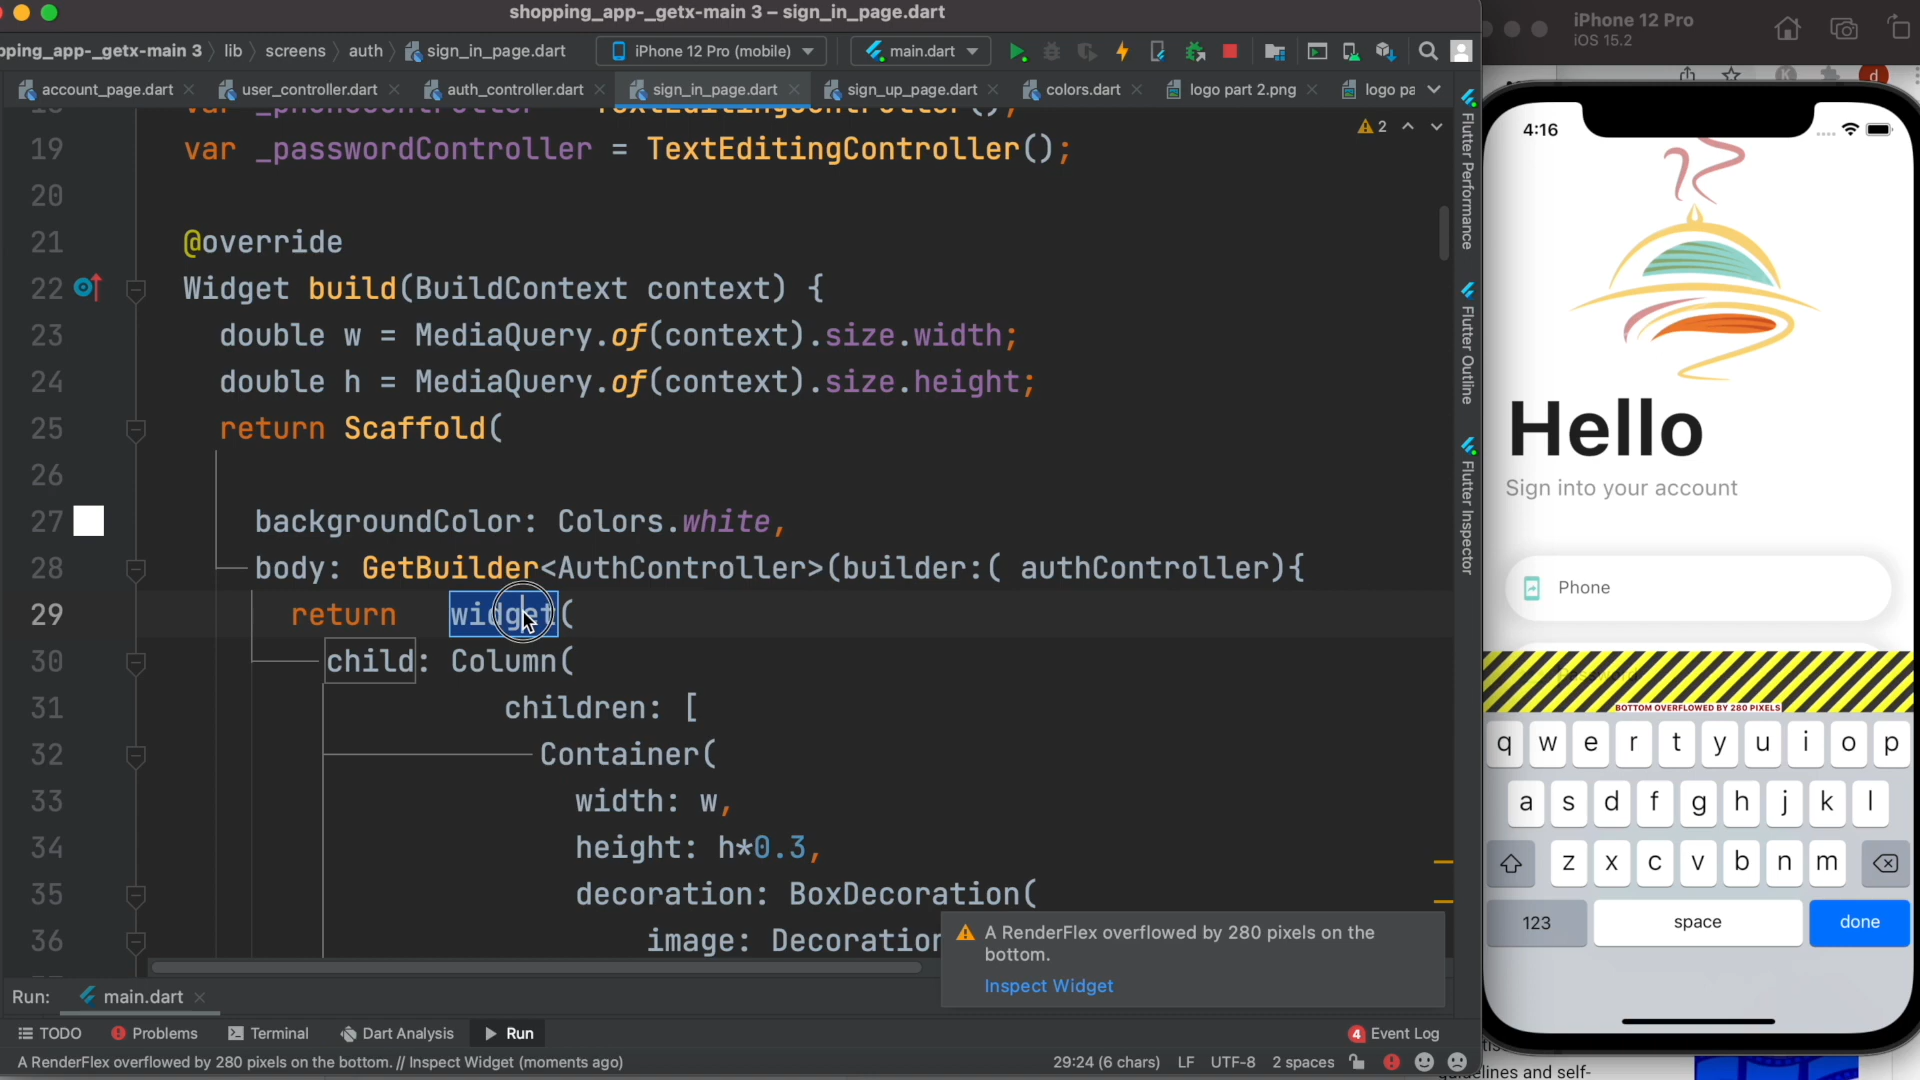 shopping_app-_getx-main 3 – sign_in_page.dart
pping_app-_getx-main 3 lib screens auth sign_in_page.dart iPhone 12 Pro (mobile) main.dart
account_page.dart user_controller.dart auth_controller.dart sign_in_page.dart sign_up_page.dart colors.dart logo part 2.png logo pa
19 var _passwordController = TextEditingController();
2
20
21 @override
22 Widget build(BuildContext context) {
23 double w = MediaQuery.of(context).size.width;
24 double h = MediaQuery.of(context).size.height;
25 return Scaffold(
26
27 backgroundColor: Colors.white,
28 body: GetBuilder<AuthController>(builder:( authController){
29 return widget(
30 child: Column(
31 children: [
32 Container(
33 width: w,
34 height: h*0.3,
35 decoration: BoxDecoration(
36 image: Decoration
A RenderFlex overflowed by 280 pixels on the
bottom.
Inspect Widget
Run: main.dart
TODO Problems Terminal Dart Analysis Run 4 Event Log
A RenderFlex overflowed by 280 pixels on the bottom. // Inspect Widget (moments ago) 29:24 (6 chars) LF UTF-8 2 spaces
Flutter Performance
Flutter Outline
Flutter Inspector
iPhone 12 Pro
iOS 15.2
K d
4:16
Hello
Sign into your account
Phone
BOTTOM OVERFLOWED BY 280 PIXELS
q w e r t y u i o p
a s d f g h j k l
z x c v b n m
123 space done
guidelines and self-